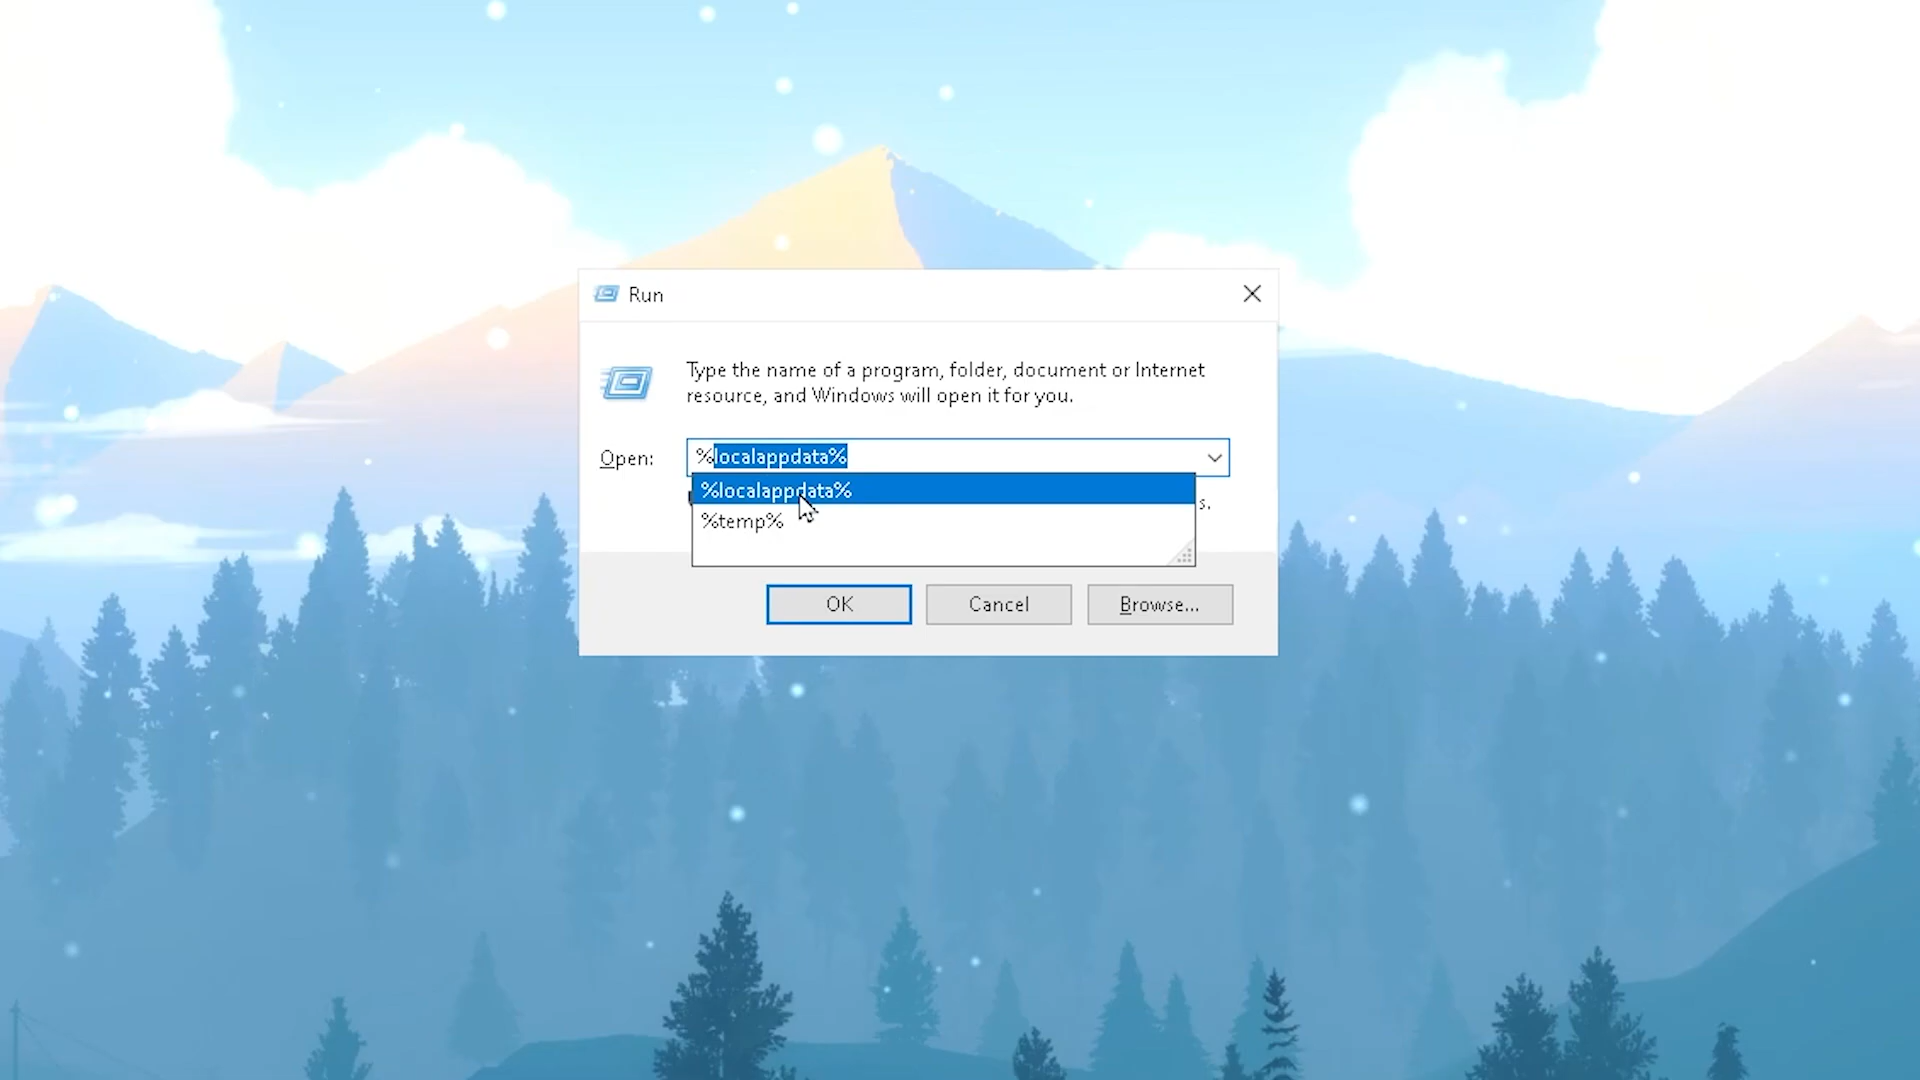 Run
Type the name of a program, folder, document or Internet
resource, and Windows will open it for you.
Open: %localappdata%
%localappdata%
s.
%temp%
OK Cancel Browse...